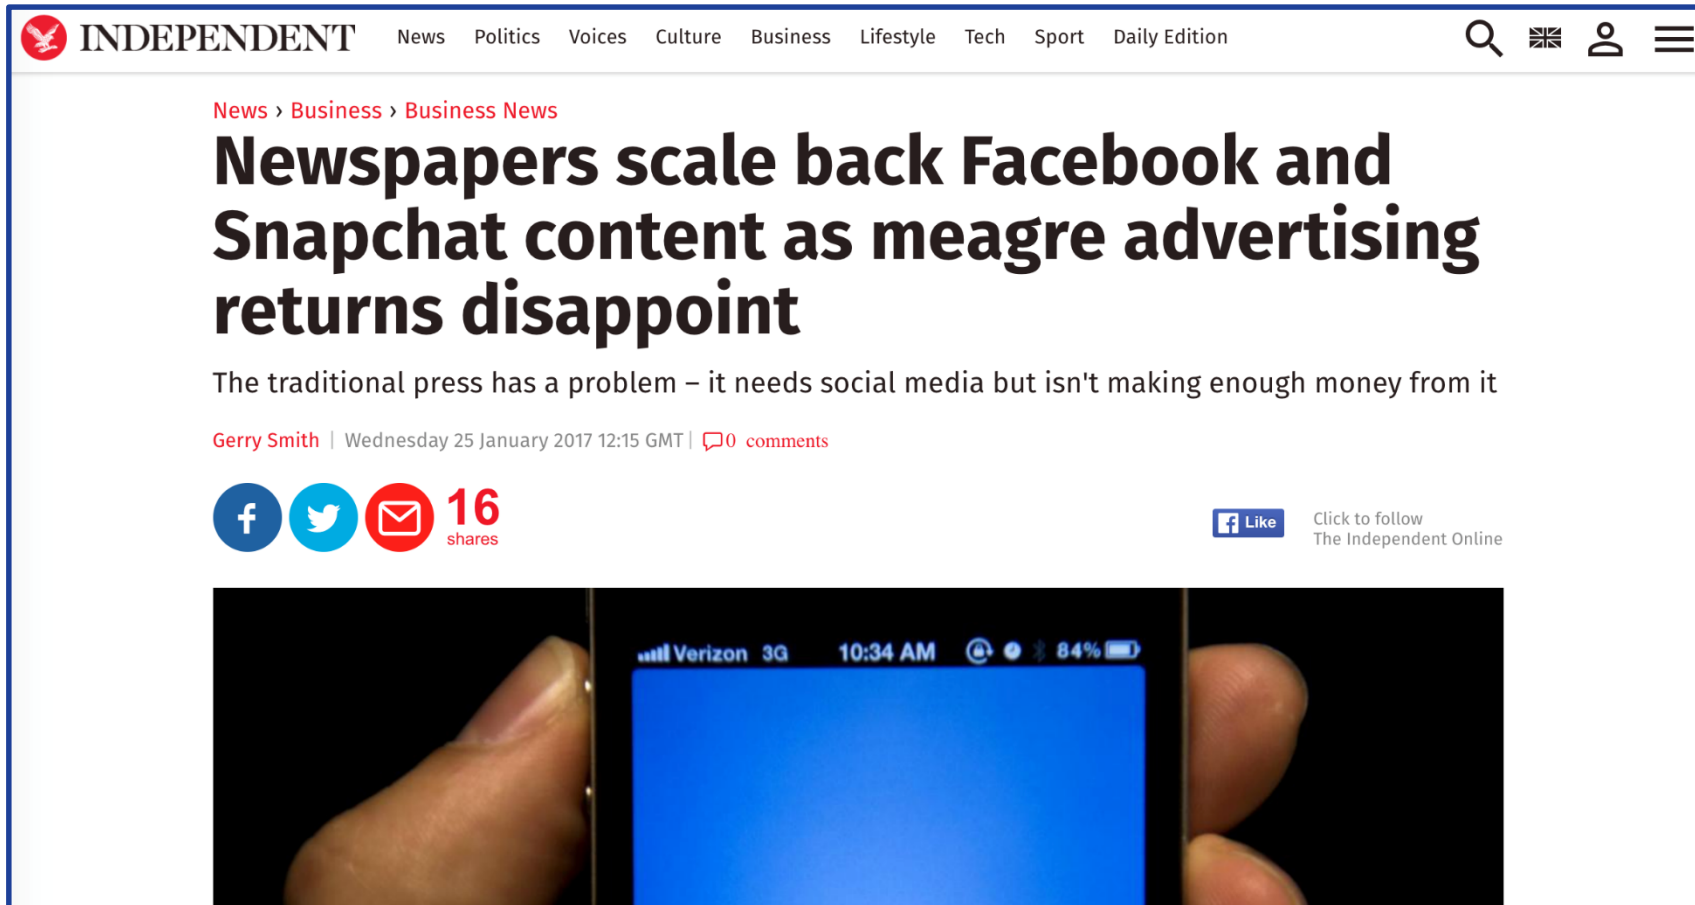 INDEPENDENT News Politics Voices Culture Business Lifestyle Tech Sport Daily Edition
News › Business › Business News
Newspapers scale back Facebook and
Snapchat content as meagre advertising
returns disappoint
The traditional press has a problem – it needs social media but isn't making enough money from it
Gerry Smith | Wednesday 25 January 2017 12:15 GMT | 0 comments
16
shares
Like
Click to follow
The Independent Online
Verizon 3G 10:34 AM 84%